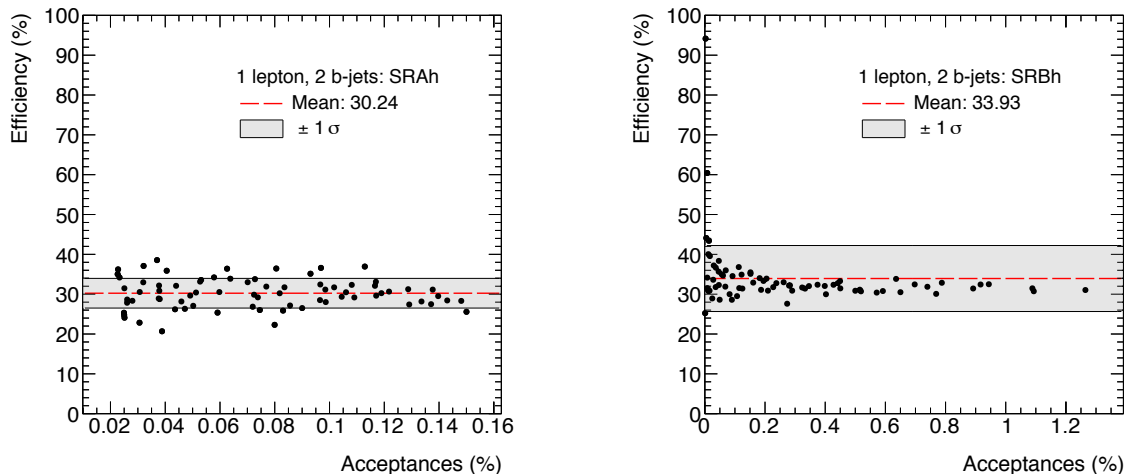 Efficiency (%)
100
90
80
70
60
50
40
30
20
10
0
1 lepton, 2 b-jets: SRAh
Mean: 30.24
± 1 σ
0.02 0.04 0.06 0.08 0.1 0.12 0.14 0.16
Acceptances (%)
Efficiency (%)
100
90
80
70
60
50
40
30
20
10
0
1 lepton, 2 b-jets: SRBh
Mean: 33.93
± 1 σ
0 0.2 0.4 0.6 0.8 1 1.2
Acceptances (%)